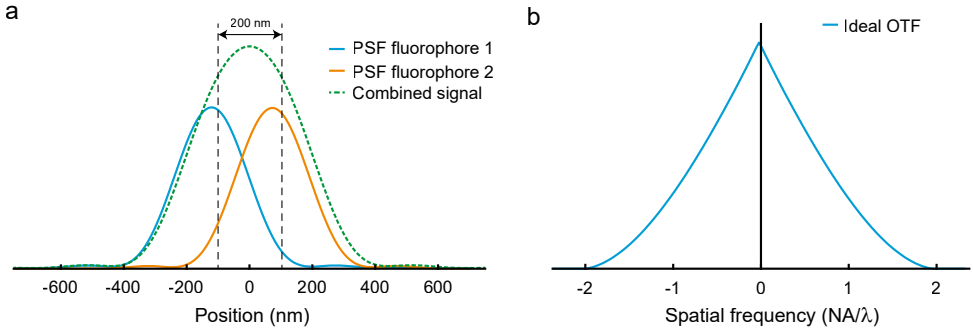 a
200 nm
PSF fluorophore 1
PSF fluorophore 2
Combined signal
-600 -400 -200 0 200 400 600
Position (nm)
b
Ideal OTF
-2 -1 0 1 2
Spatial frequency (NA/λ)